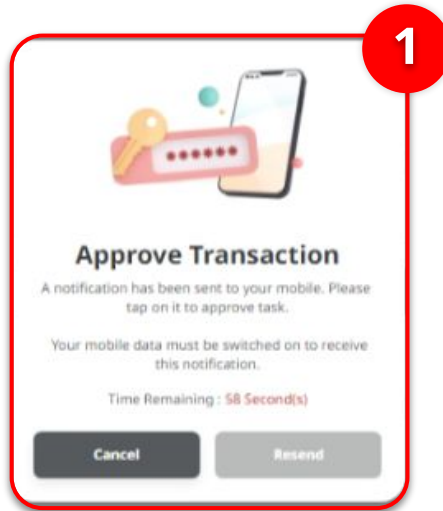 1
Approve Transaction
A notification has been sent to your mobile. Please
tap on it to approve task.
Your mobile data must be switched on to receive
this notification.
Time Remaining : 58 Second(s)
Cancel
Resend